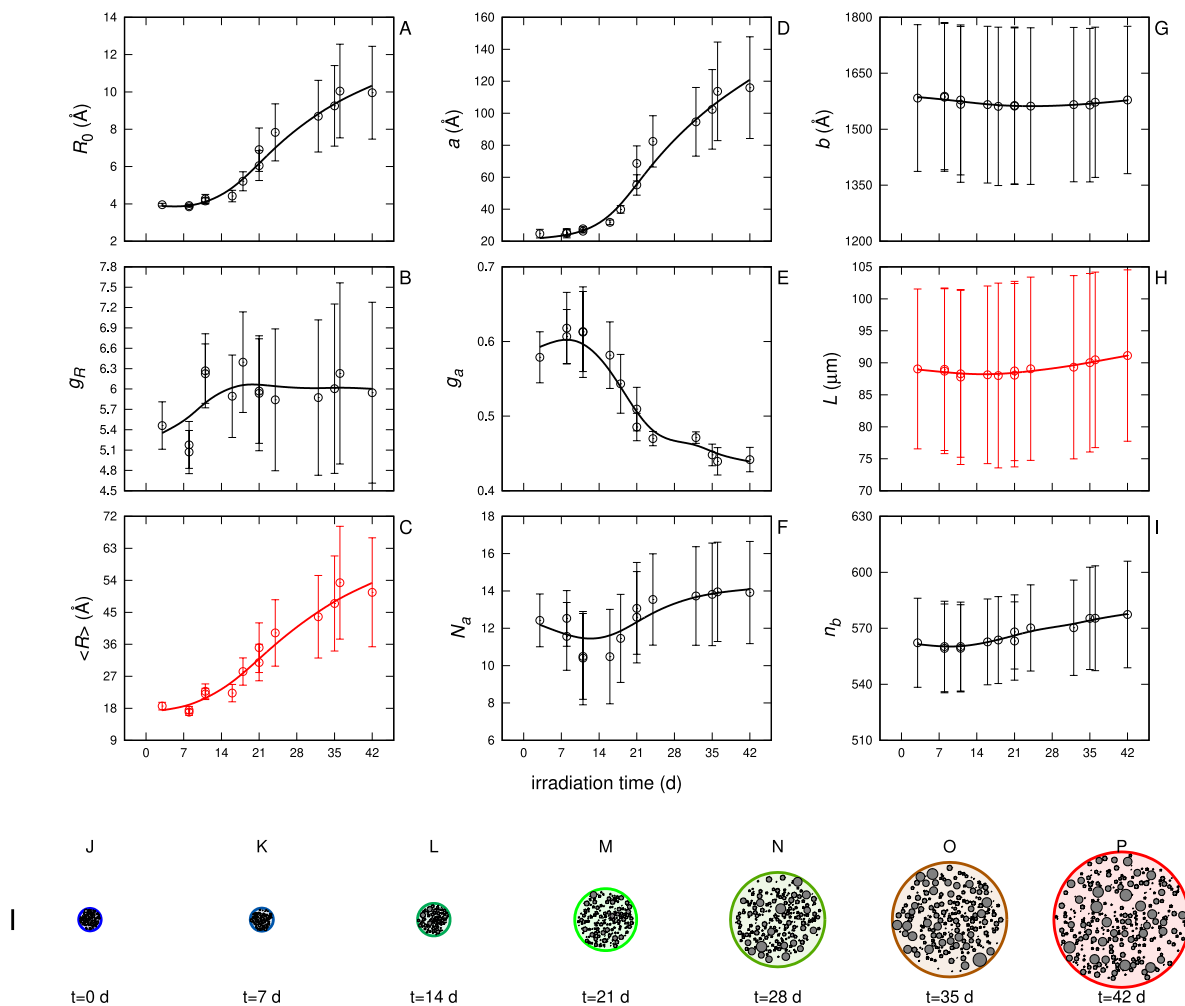 A
14
12
10
8
6
4
2
R0 (Å)
D
160
140
120
100
80
60
40
20
a (Å)
G
1800
1650
1500
1350
1200
b (Å)
B
7.8
7.5
7.2
6.9
6.6
6.3
6
5.7
5.4
5.1
4.8
4.5
gR
E
0.7
0.6
0.5
0.4
ga
H
105
100
95
90
85
80
75
70
L (μm)
C
72
63
54
45
36
27
18
9
<R> (Å)
0 7 14 21 28 35 42
F
18
16
14
12
10
8
6
Na
0 7 14 21 28 35 42
I
630
600
570
540
510
nb
0 7 14 21 28 35 42
irradiation time (d)
J K L M N O P
t=0 d t=7 d t=14 d t=21 d t=28 d t=35 d t=42 d